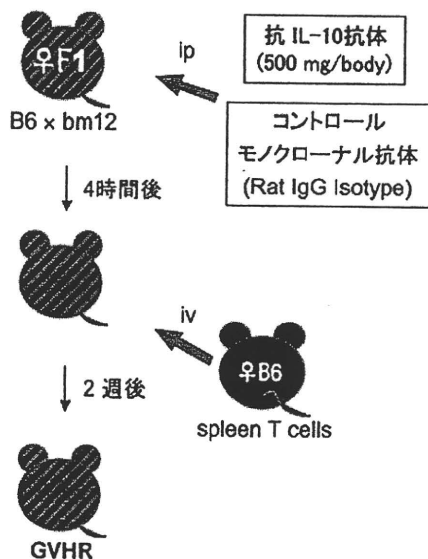 ♀F1
B6 x bm12
ip
抗 IL-10抗体
(500 mg/body)
コントロール
モノクローナル抗体
(Rat IgG Isotype)
4時間後
iv
♀B6
spleen T cells
2 週後
GVHR